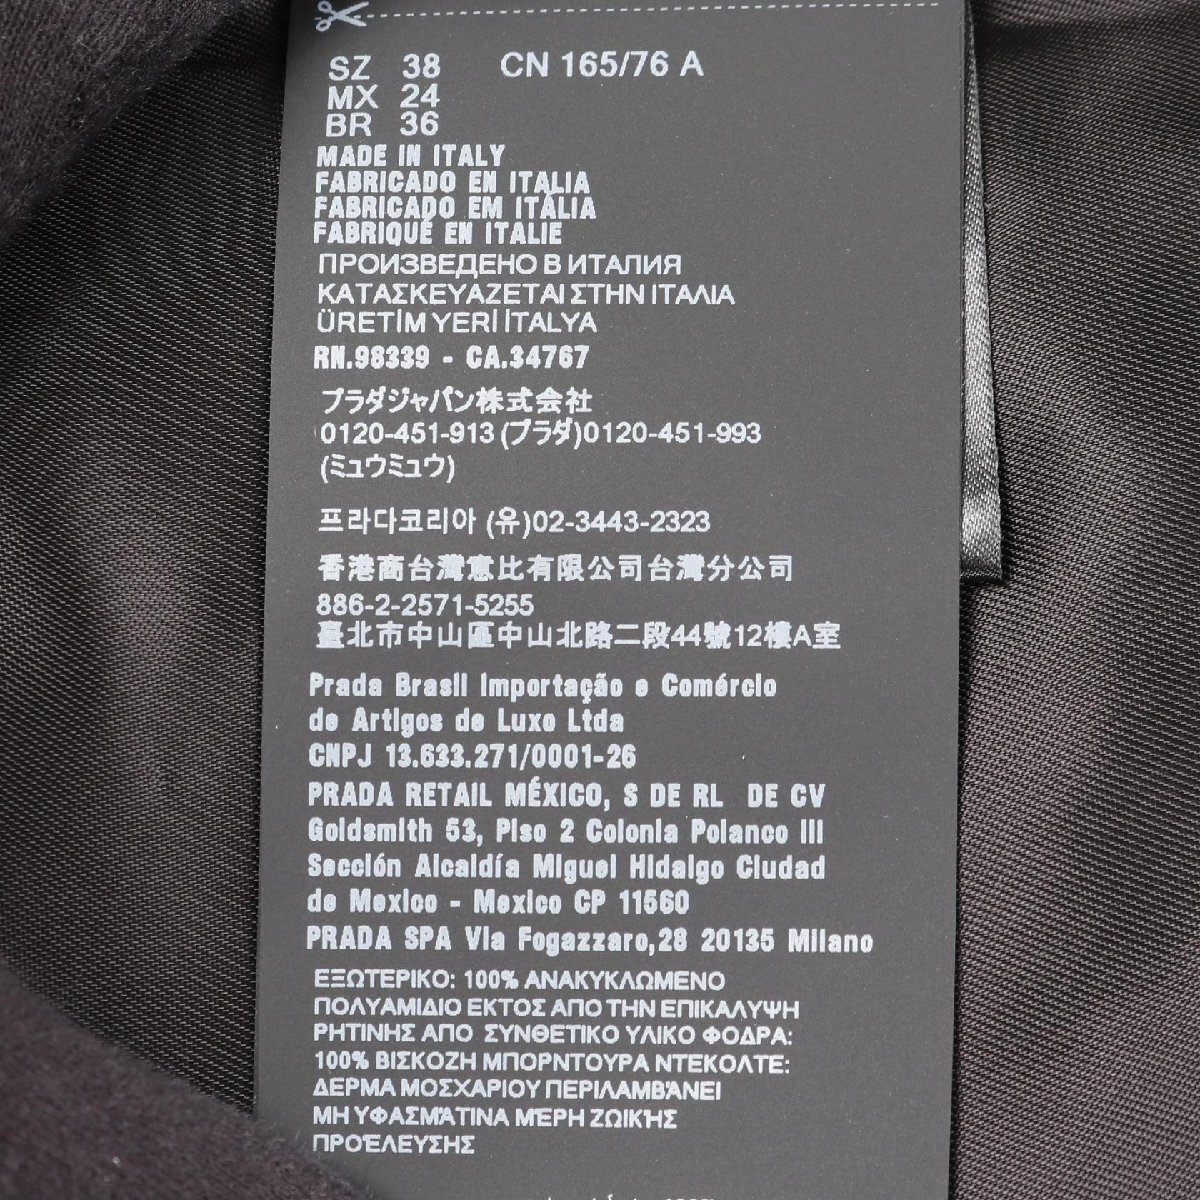 SZ 38 CN 165/76 A
MX 24
BR 36
MADE IN ITALY
FABRICADO EN ITALIA
FABRICADO EM ITÁLIA
FABRIQUÉ EN ITALIE
ПРОИЗВЕДЕНО В ИТАЛИЯ
ΚΑΤΑΣΚΕΥΑΖΕΤΑΙ ΣΤΗΝ ΙΤΑΛΙΑ
ÜRETİM YERİ İTALYA
RN.98339 - CA.34767
プラダジャパン株式会社
0120-451-913 (プラダ)0120-451-993
(ミュウミュウ)
프라다코리아 (유)02-3443-2323
香港商台灣惠比有限公司台灣分公司
886-2-2571-5255
臺北市中山區中山北路二段44號12樓A室
Prada Brasil Importação e Comércio
de Artigos de Luxo Ltda
CNPJ 13.633.271/0001-26
PRADA RETAIL MÉXICO, S DE RL DE CV
Goldsmith 53, Piso 2 Colonia Polanco III
Sección Alcaldía Miguel Hidalgo Ciudad
de Mexico - Mexico CP 11560
PRADA SPA Via Fogazzaro,28 20135 Milano
ΕΞΩΤΕΡΙΚΟ: 100% ΑΝΑΚΥΚΛΩΜΕΝΟ
ΠΟΛΥΑΜΙΔΙΟ ΕΚΤΟΣ ΑΠΟ ΤΗΝ ΕΠΙΚΑΛΥΨΗ
ΡΗΤΙΝΗΣ ΑΠΟ ΣΥΝΘΕΤΙΚΟ ΥΛΙΚΟ ΦΟΔΡΑ:
100% ΒΙΣΚΟΖΗ ΜΠΟΡΝΤΟΥΡΑ ΝΤΕΚΟΛΤΕ:
ΔΕΡΜΑ ΜΟΣΧΑΡΙΟΥ ΠΕΡΙΛΑΜΒΆΝΕΙ
ΜΗ ΥΦΑΣΜΆΤΙΝΑ ΜΈΡΗ ΖΩΙΚΉΣ
ΠΡΟΈΛΕΥΣΗΣ